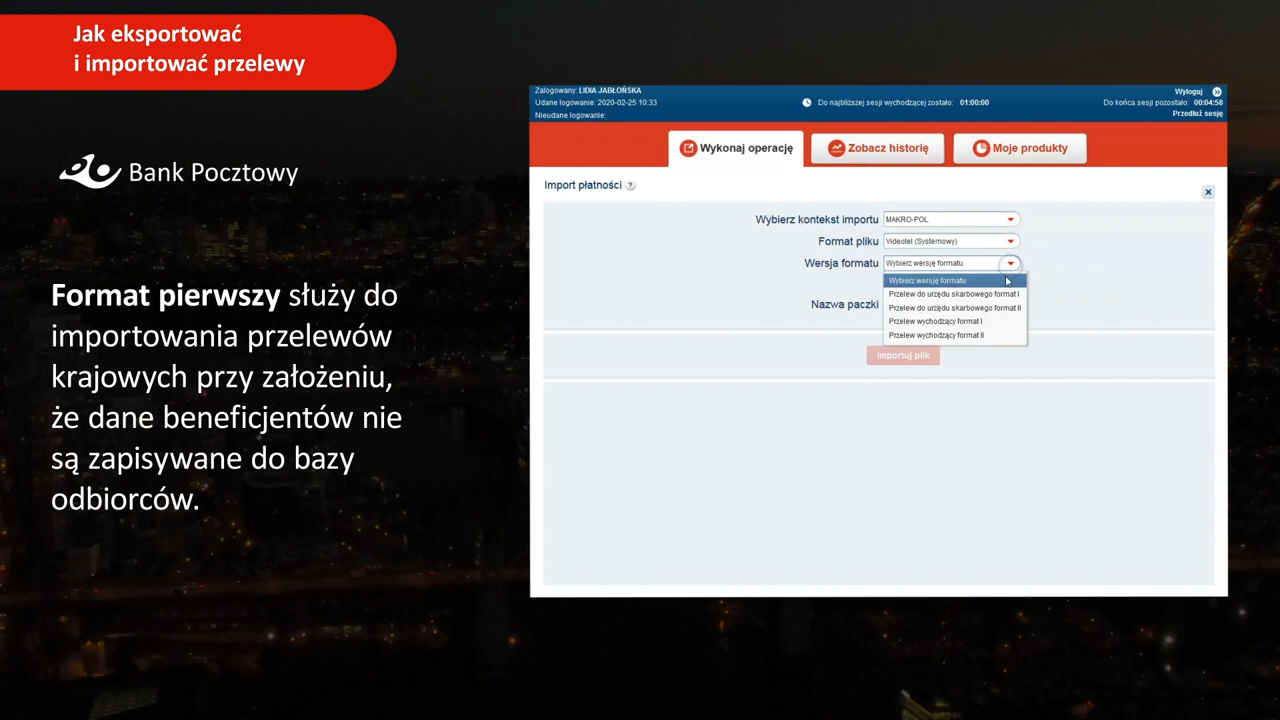 Jak eksportować
i importować przelewy
Bank Pocztowy
Format pierwszy służy do
importowania przelewów
krajowych przy założeniu,
że dane beneficjentów nie
są zapisywane do bazy
odbiorców.
Zalogowany: LIDIA JABŁOŃSKA
Udane logowanie: 2020-02-25 10:33
Nieudane logowanie:
Do najbliższej sesji wychodzącej zostało: 01:00:00
Wyloguj
Do końca sesji pozostało: 00:04:58
Przedłuż sesję
Wykonaj operację
Zobacz historię
Moje produkty
Import płatności ?
Wybierz kontekst importu MAKRO-POL
Format pliku Videotel (Systemowy)
Wersja formatu Wybierz wersję formatu
Wybierz wersję formatu
Przelew do urzędu skarbowego format I
Przelew do urzędu skarbowego format II
Przelew wychodzący format I
Przelew wychodzący format II
Nazwa paczki
Importuj plik